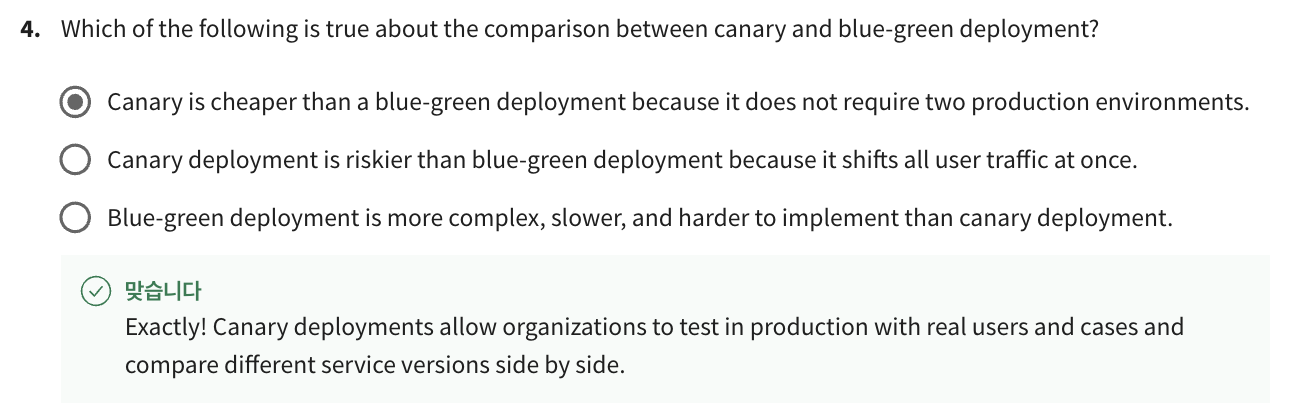 4. Which of the following is true about the comparison between canary and blue-green deployment?
Canary is cheaper than a blue-green deployment because it does not require two production environments.
Canary deployment is riskier than blue-green deployment because it shifts all user traffic at once.
Blue-green deployment is more complex, slower, and harder to implement than canary deployment.
맞습니다
Exactly! Canary deployments allow organizations to test in production with real users and cases and
compare different service versions side by side.